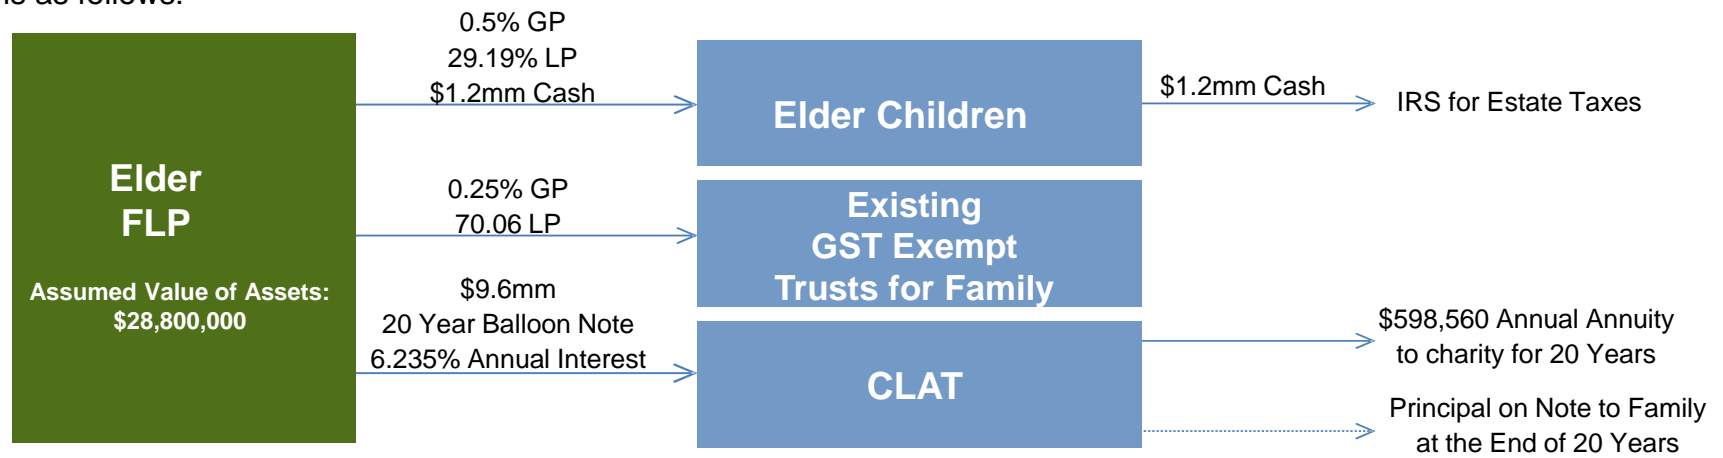 ns as follows:
Elder
FLP
Assumed Value of Assets:
$28,800,000
0.5% GP
29.19% LP
$1.2mm Cash
Elder Children
$1.2mm Cash
IRS for Estate Taxes
0.25% GP
70.06 LP
Existing
GST Exempt
Trusts for Family
$9.6mm
20 Year Balloon Note
6.235% Annual Interest
CLAT
$598,560 Annual Annuity
to charity for 20 Years
Principal on Note to Family
at the End of 20 Years